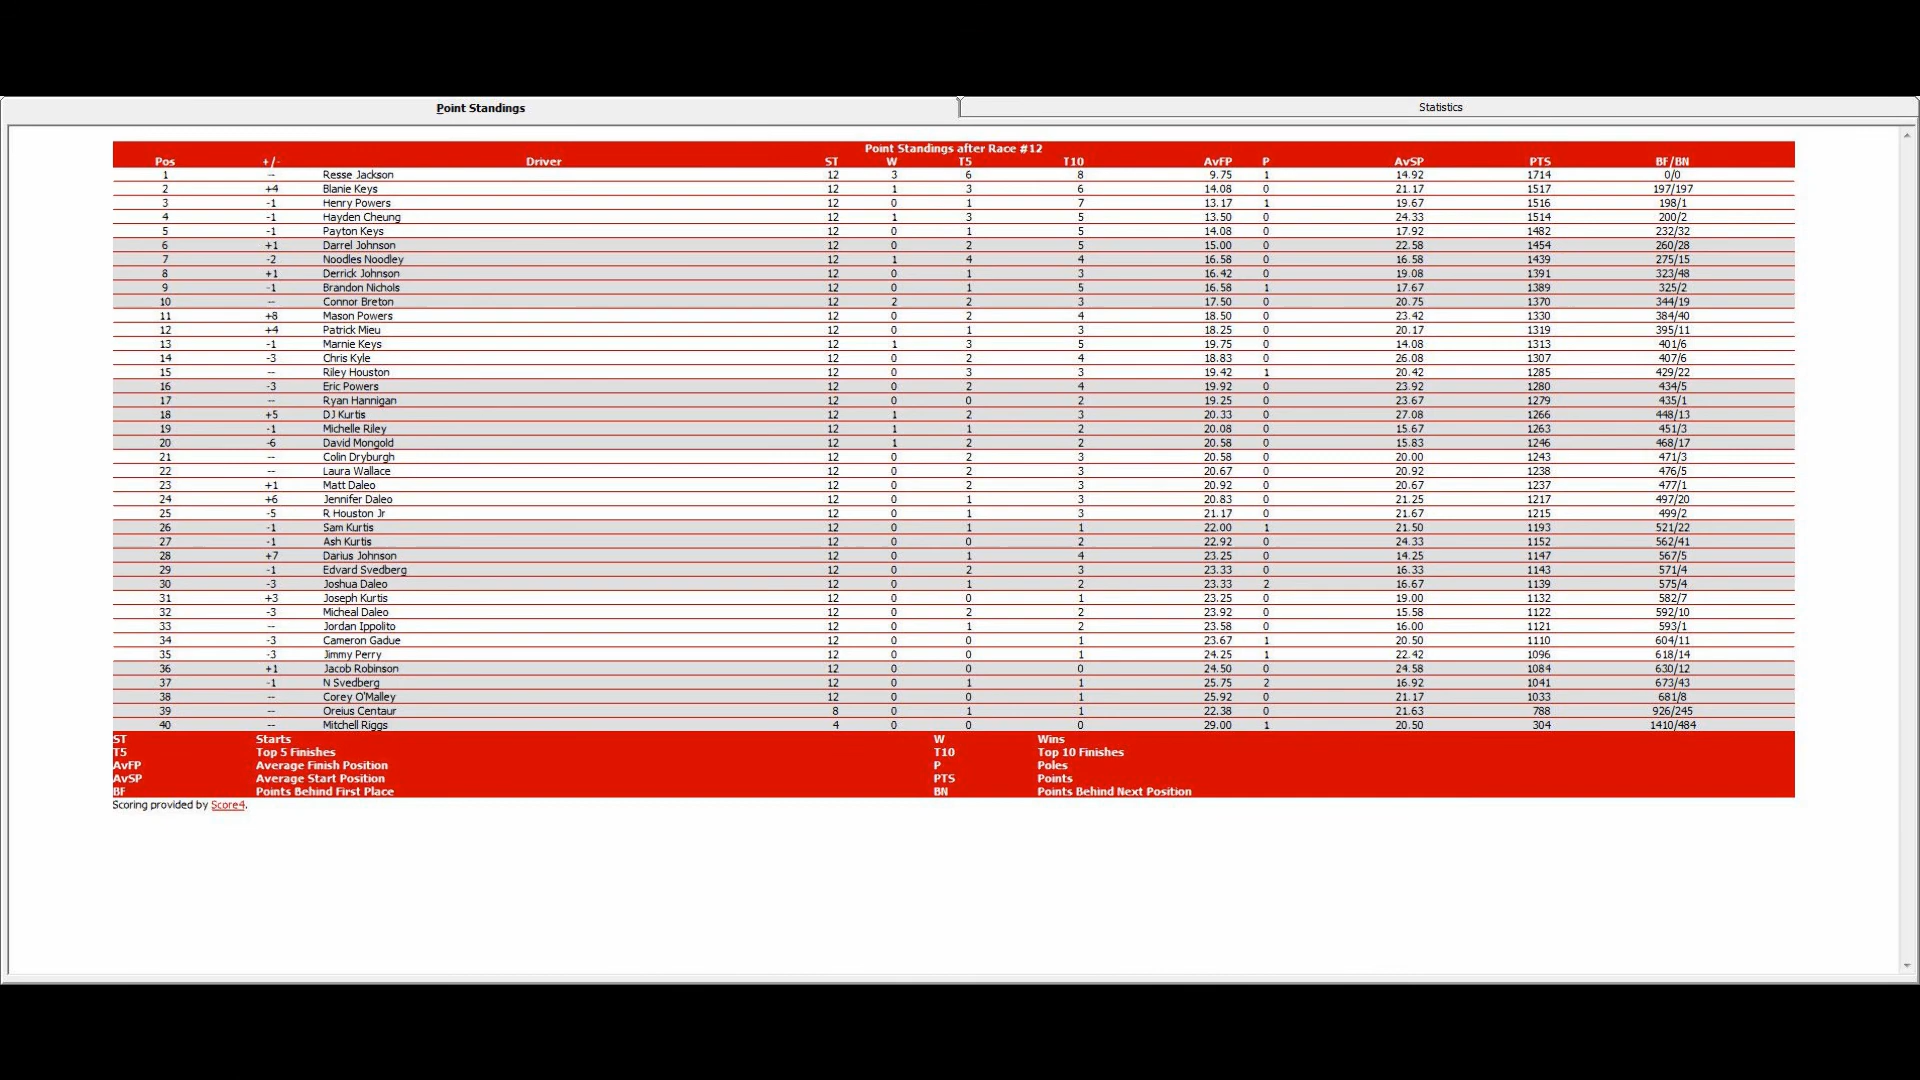 Point Standings Statistics
Point Standings after Race #12
Pos +/- Driver ST W T5 T10 AvFP P AvSP PTS BF/BN
1 -- Resse Jackson 12 3 6 8 9.75 1 14.92 1714 0/0
2 +4 Blanie Keys 12 1 3 6 14.08 0 21.17 1517 197/197
3 -1 Henry Powers 12 0 1 7 13.17 1 19.67 1516 198/1
4 -1 Hayden Cheung 12 1 3 5 13.50 0 24.33 1514 200/2
5 -1 Payton Keys 12 0 1 5 14.08 0 17.92 1482 232/32
6 +1 Darrel Johnson 12 0 2 5 15.00 0 22.58 1454 260/28
7 -2 Noodles Noodley 12 1 4 4 16.58 0 16.58 1439 275/15
8 +1 Derrick Johnson 12 0 1 3 16.42 0 19.08 1391 323/48
9 -1 Brandon Nichols 12 0 1 5 16.58 1 17.67 1389 325/2
10 -- Connor Breton 12 2 2 3 17.50 0 20.75 1370 344/19
11 +8 Mason Powers 12 0 2 4 18.50 0 23.42 1330 384/40
12 +4 Patrick Mieu 12 0 1 3 18.25 0 20.17 1319 395/11
13 -1 Marnie Keys 12 1 3 5 19.75 0 14.08 1313 401/6
14 -3 Chris Kyle 12 0 2 4 18.83 0 26.08 1307 407/6
15 -- Riley Houston 12 0 3 3 19.42 1 20.42 1285 429/22
16 -3 Eric Powers 12 0 2 4 19.92 0 23.92 1280 434/5
17 -- Ryan Hannigan 12 0 0 2 19.25 0 23.67 1279 435/1
18 +5 DJ Kurtis 12 1 2 3 20.33 0 27.08 1266 448/13
19 -1 Michelle Riley 12 1 1 2 20.08 0 15.67 1263 451/3
20 -6 David Mongold 12 1 2 2 20.58 0 15.83 1246 468/17
21 -- Colin Dryburgh 12 0 2 3 20.58 0 20.00 1243 471/3
22 -- Laura Wallace 12 0 2 3 20.67 0 20.92 1238 476/5
23 +1 Matt Daleo 12 0 2 3 20.92 0 20.67 1237 477/1
24 +6 Jennifer Daleo 12 0 1 3 20.83 0 21.25 1217 497/20
25 -5 R Houston Jr 12 0 1 3 21.17 0 21.67 1215 499/2
26 -1 Sam Kurtis 12 0 1 1 22.00 1 21.50 1193 521/22
27 -1 Ash Kurtis 12 0 0 2 22.92 0 24.33 1152 562/41
28 +7 Darius Johnson 12 0 1 4 23.25 0 14.25 1147 567/5
29 -1 Edvard Svedberg 12 0 2 3 23.33 0 16.33 1143 571/4
30 -3 Joshua Daleo 12 0 1 2 23.33 2 16.67 1139 575/4
31 +3 Joseph Kurtis 12 0 0 1 23.25 0 19.00 1132 582/7
32 -3 Micheal Daleo 12 0 2 2 23.92 0 15.58 1122 592/10
33 -- Jordan Ippolito 12 0 1 2 23.58 0 16.00 1121 593/1
34 -3 Cameron Gadue 12 0 0 1 23.67 1 20.50 1110 604/11
35 -3 Jimmy Perry 12 0 0 1 24.25 1 22.42 1096 618/14
36 +1 Jacob Robinson 12 0 0 0 24.50 0 24.58 1084 630/12
37 -1 N Svedberg 12 0 1 1 25.75 2 16.92 1041 673/43
38 -- Corey O'Malley 12 0 0 1 25.92 0 21.17 1033 681/8
39 -- Oreius Centaur 8 0 1 1 22.38 0 21.63 788 926/245
40 -- Mitchell Riggs 4 0 0 0 29.00 1 20.50 304 1410/484
ST Starts W Wins
T5 Top 5 Finishes T10 Top 10 Finishes
AvFP Average Finish Position P Poles
AvSP Average Start Position PTS Points
BF Points Behind First Place BN Points Behind Next Position
Scoring provided by Score4.